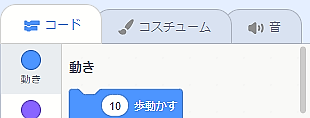 コード コスチューム 音
動き 動き
10 歩動かす